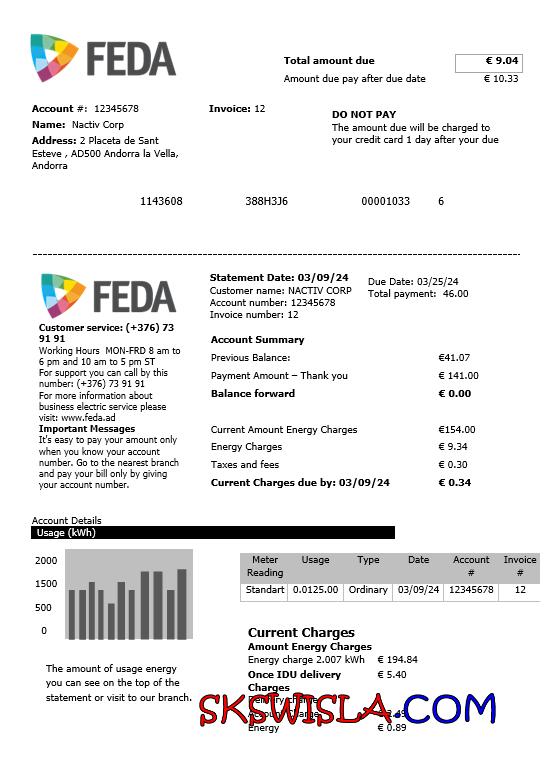 FEDA
Total amount due € 9.04
Amount due pay after due date € 10.33
Account #: 12345678 Invoice: 12
Name: Nactiv Corp
Address: 2 Placeta de Sant
Esteve , AD500 Andorra la Vella,
Andorra
DO NOT PAY
The amount due will be charged to
your credit card 1 day after your due
1143608 388H3J6 00001033 6
FEDA
Customer service: (+376) 73
91 91
Working Hours MON-FRD 8 am to
6 pm and 10 am to 5 pm ST
For support you can call by this
number: (+376) 73 91 91
For more information about
business electric service please
visit: www.feda.ad
Important Messages
It's easy to pay your amount only
when you know your account
number. Go to the nearest branch
and pay your bill only by giving
your account number.
Statement Date: 03/09/24
Customer name: NACTIV CORP
Account number: 12345678
Invoice number: 12
Due Date: 03/25/24
Total payment: 46.00
Account Summary
Previous Balance: €41.07
Payment Amount – Thank you € 141.00
Balance forward € 0.00
Current Amount Energy Charges €154.00
Energy Charges € 9.34
Taxes and fees € 0.30
Current Charges due by: 03/09/24 € 0.34
Account Details
Usage (kWh)
2000
1500
500
0
The amount of usage energy
you can see on the top of the
statement or visit to our branch.
Meter Usage Type Date Account Invoice
Reading # #
Standart 0.0125.00 Ordinary 03/09/24 12345678 12
Current Charges
Amount Energy Charges
Energy charge 2.007 kWh € 194.84
Once IDU delivery € 5.40
Charges
Delivery charge
Account Charge
Energy € 0.89
SKSWISLA.COM